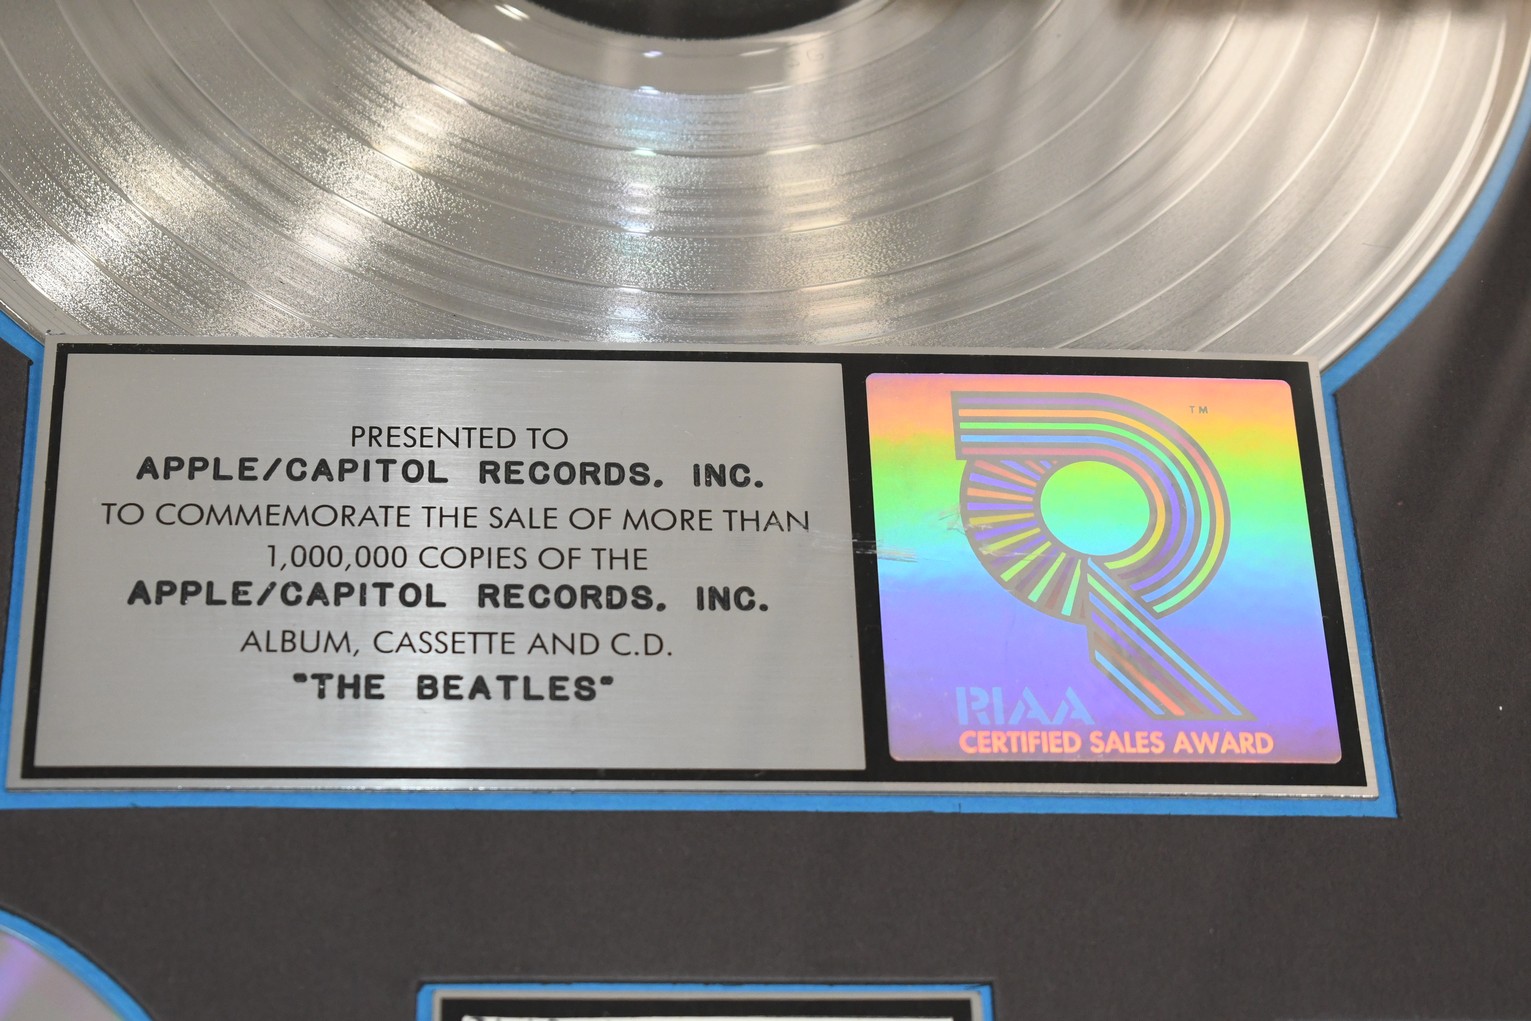 PRESENTED TO
APPLE/CAPITOL RECORDS. INC.
TO COMMEMORATE THE SALE OF MORE THAN
1,000,000 COPIES OF THE
APPLE/CAPITOL RECORDS. INC.
ALBUM, CASSETTE AND C.D.
"THE BEATLES"
TM
RIAA
CERTIFIED SALES AWARD